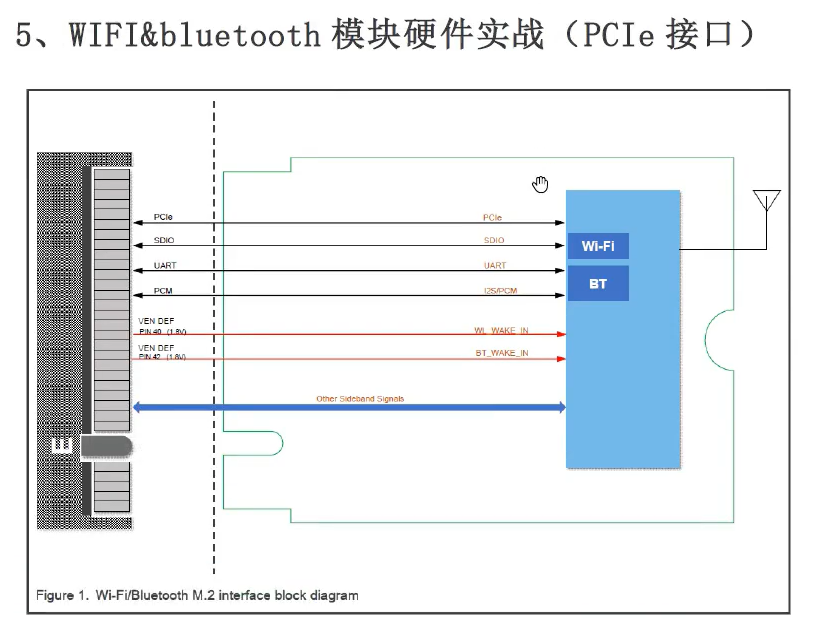 5、WIFI&bluetooth 模块硬件实战（PCIe 接口）
PCIe PCIe
SDIO SDIO
Wi-Fi
UART UART
BT
PCM I2S/PCM
VEN DEF
PIN 40 (1.8V) WL_WAKE_IN
VEN DEF
PIN 42 (1.8V) BT_WAKE_IN
Other Sideband Signals
E
Figure 1. Wi-Fi/Bluetooth M.2 interface block diagram